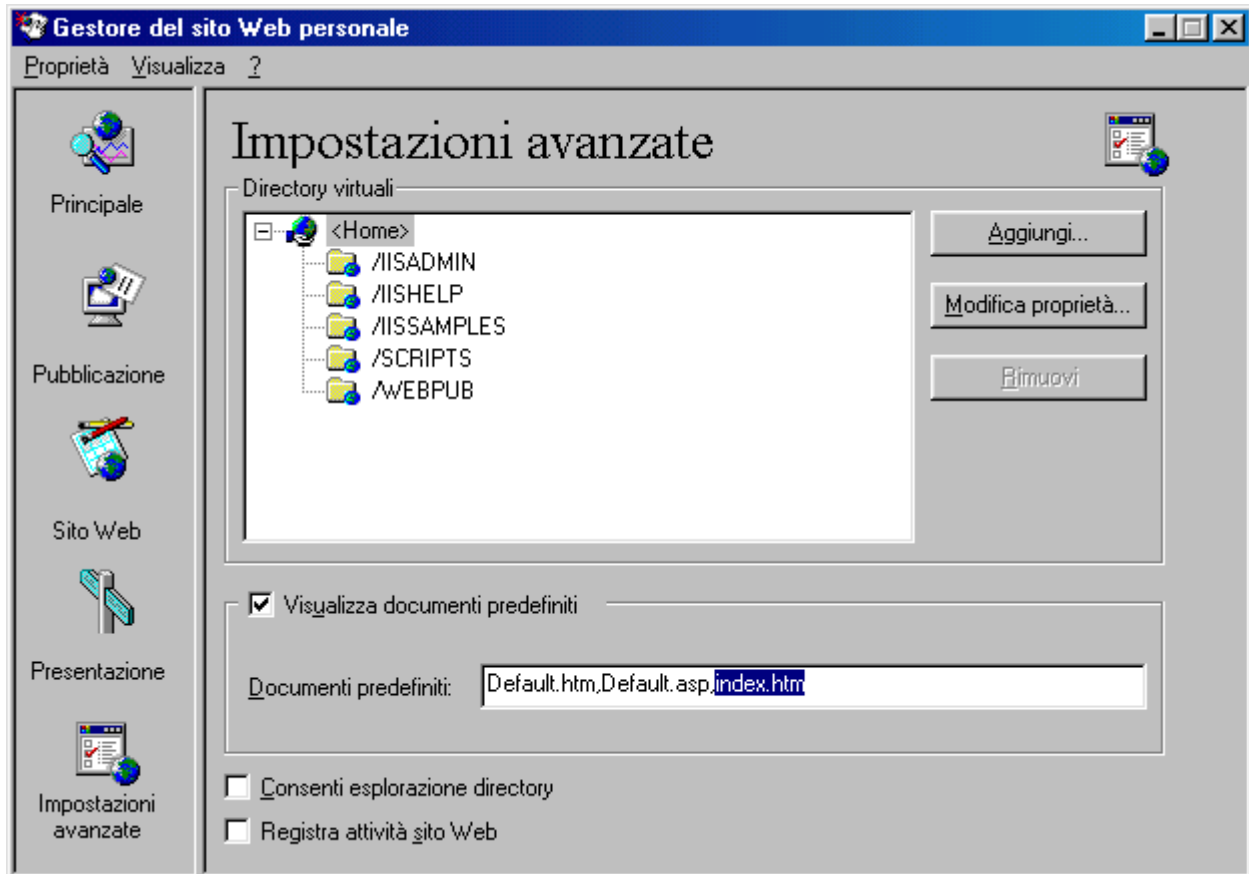 Gestore del sito Web personale
Proprietà Visualizza ?
Principale
Pubblicazione
Sito Web
Presentazione
Impostazioni
avanzate
Impostazioni avanzate
Directory virtuali
<Home>
/IISADMIN
/IISHELP
/IISSAMPLES
/SCRIPTS
/WEBPUB
Aggiungi...
Modifica proprietà...
Rimuovi
Visualizza documenti predefiniti
Documenti predefiniti: Default.htm,Default.asp,index.htm
Consenti esplorazione directory
Registra attività sito Web